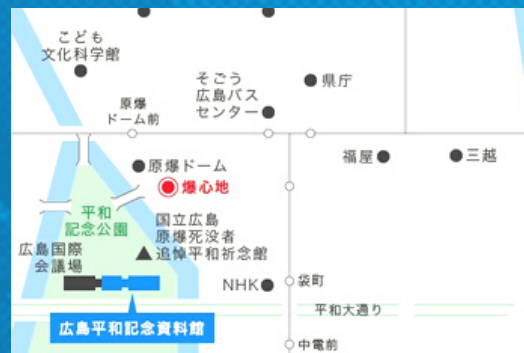 こども
文化科学館
そごう
広島バス
センター
県庁
原爆
ドーム前
原爆ドーム
爆心地
福屋
三越
平和
記念公園
国立広島
原爆死没者
追悼平和祈念館
広島国際
会議場
NHK
袋町
平和大通り
広島平和記念資料館
中電前